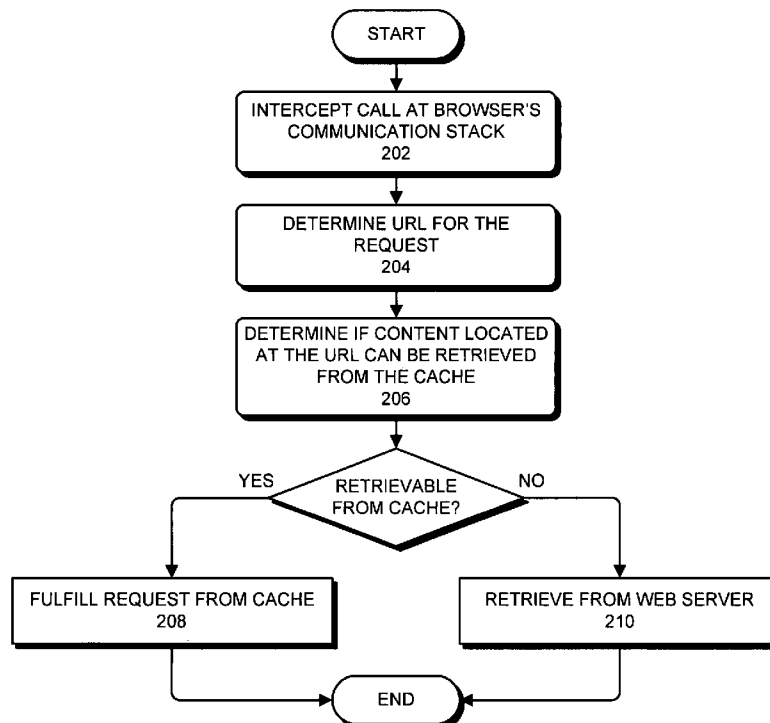 START
INTERCEPT CALL AT BROWSER'S
COMMUNICATION STACK
202
DETERMINE URL FOR THE
REQUEST
204
DETERMINE IF CONTENT LOCATED
AT THE URL CAN BE RETRIEVED
FROM THE CACHE
206
YES
NO
RETRIEVABLE
FROM CACHE?
FULFILL REQUEST FROM CACHE
208
RETRIEVE FROM WEB SERVER
210
END